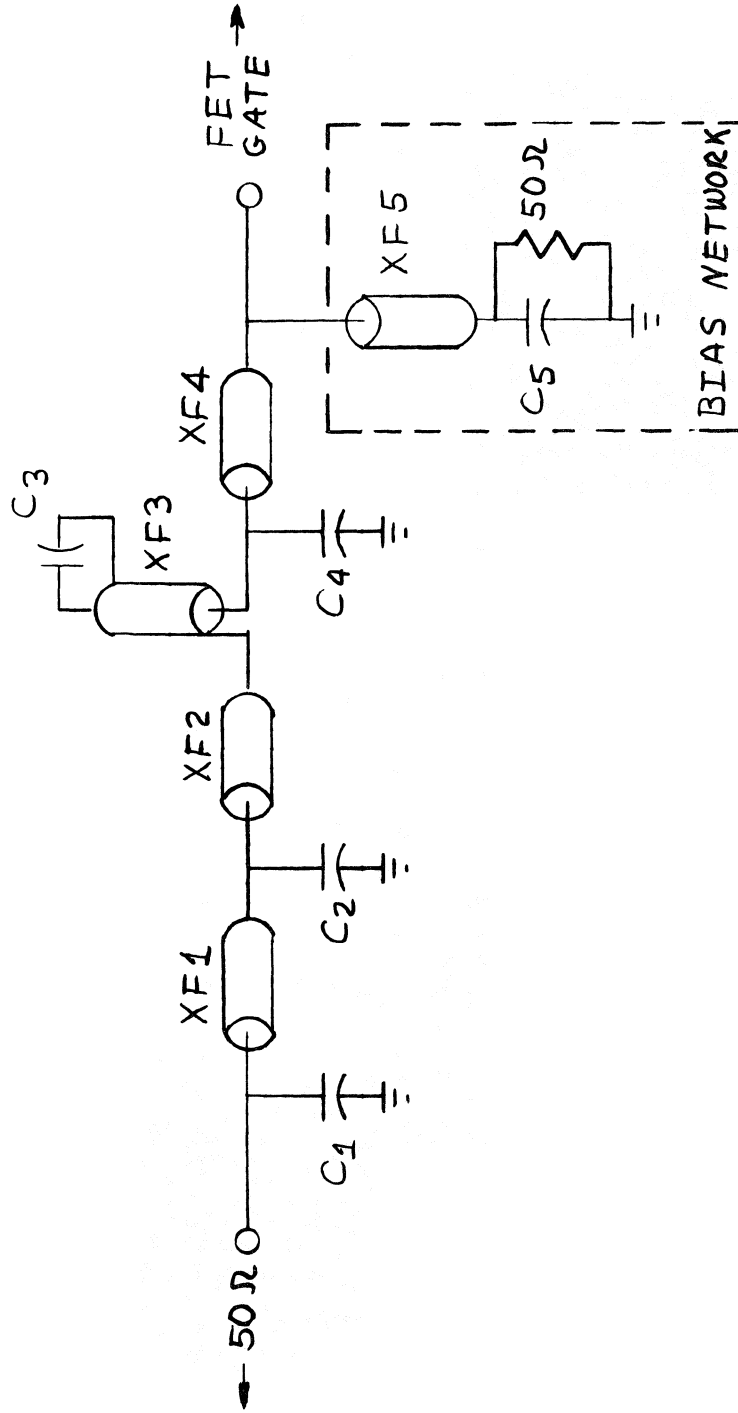 ← 50Ω
C1
XF1
C2
XF2
XF3
C3
C4
XF4
FET
GATE →
XF5
C5
50Ω
BIAS NETWORK